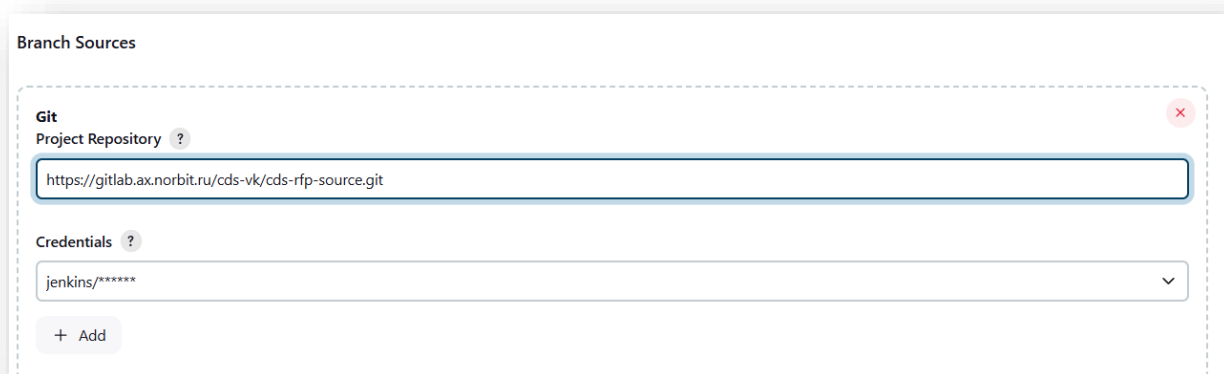 Branch Sources
Git
Project Repository ?
https://gitlab.ax.norbit.ru/cds-vk/cds-rfp-source.git
Credentials ?
jenkins/******
+ Add